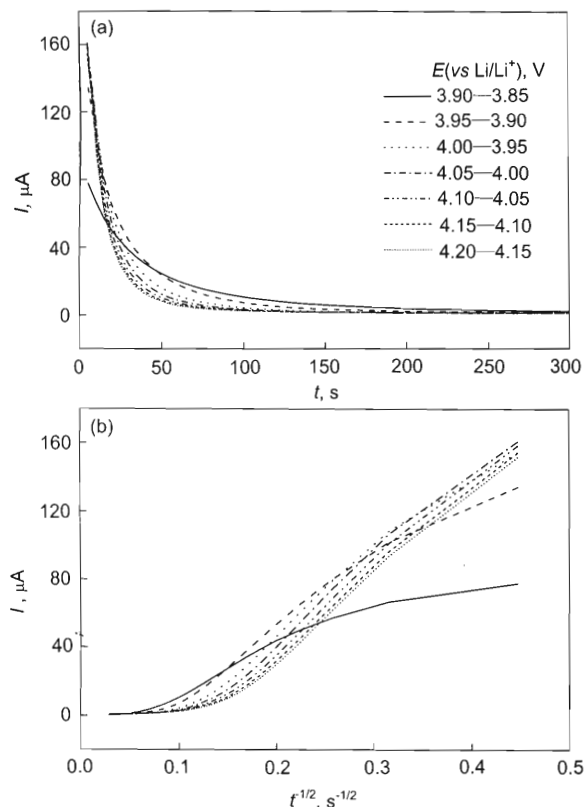 (a)
160
120
80
40
0
I, μA
E(vs Li/Li⁺), V
3.90—3.85
3.95—3.90
4.00—3.95
4.05—4.00
4.10—4.05
4.15—4.10
4.20—4.15
0 50 100 150 200 250 300
t, s
(b)
160
120
80
40
0
I, μA
0.0 0.1 0.2 0.3 0.4 0.5
t⁻¹/², s⁻¹/²